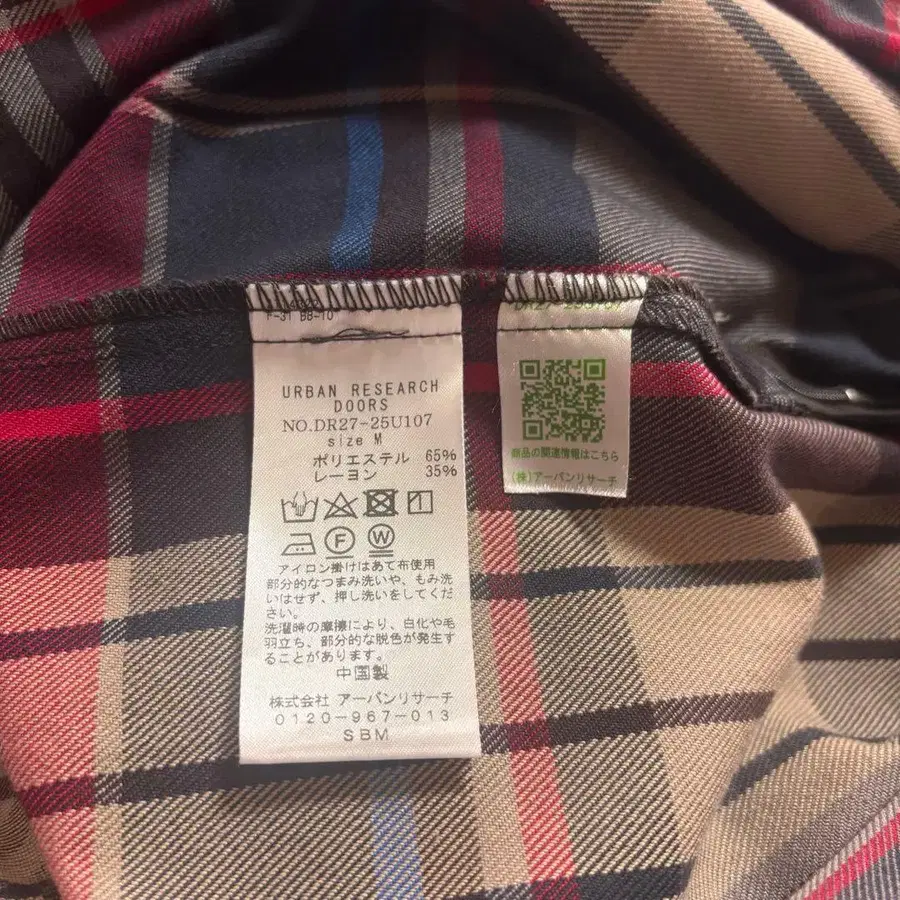 F-31 BB-10
URBAN RESEARCH
DOORS
NO.DR27-25U107
size M
ポリエステル 65%
レーヨン 35%
F W
アイロン掛けはあて布使用
部分的なつまみ洗いや、もみ洗
いはせず、押し洗いをしてくだ
さい。
洗濯時の摩擦により、白化や毛
羽立ち、部分的な脱色が発生す
ることがあります。
中国製
株式会社 アーバンリサーチ
0120-967-013
SBM
商品の関連情報はこちら
(株)アーバンリサーチ